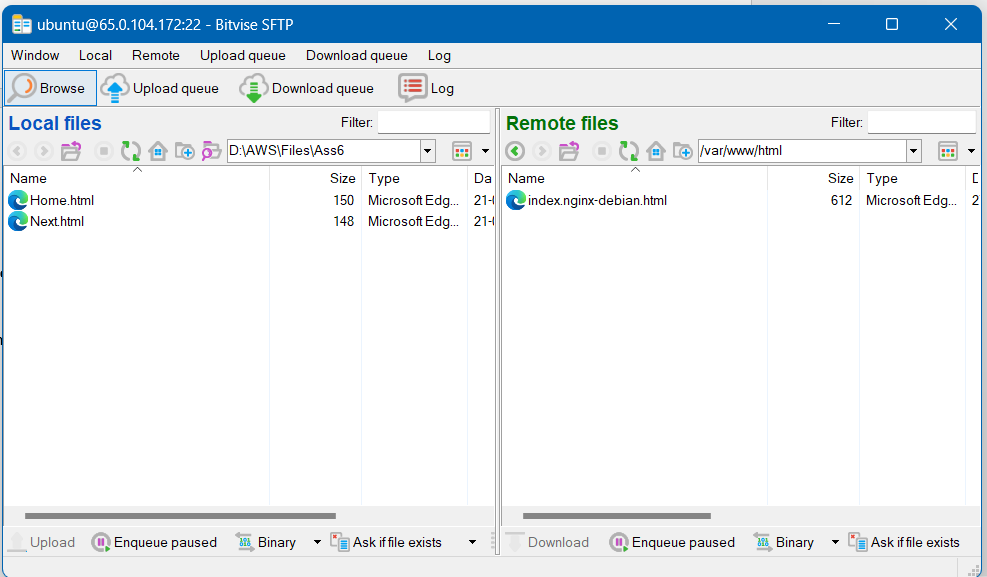 ubuntu@65.0.104.172:22 - Bitvise SFTP
Window Local Remote Upload queue Download queue Log
Browse Upload queue Download queue Log
Local files Filter:
D:\AWS\Files\Ass6
Name Size Type Da
Home.html 150 Microsoft Edg... 21-0
Next.html 148 Microsoft Edg... 21-0
Upload Enqueue paused Binary Ask if file exists
Remote files Filter:
/var/www/html
Name Size Type D
index.nginx-debian.html 612 Microsoft Edg... 2
Download Enqueue paused Binary Ask if file exists